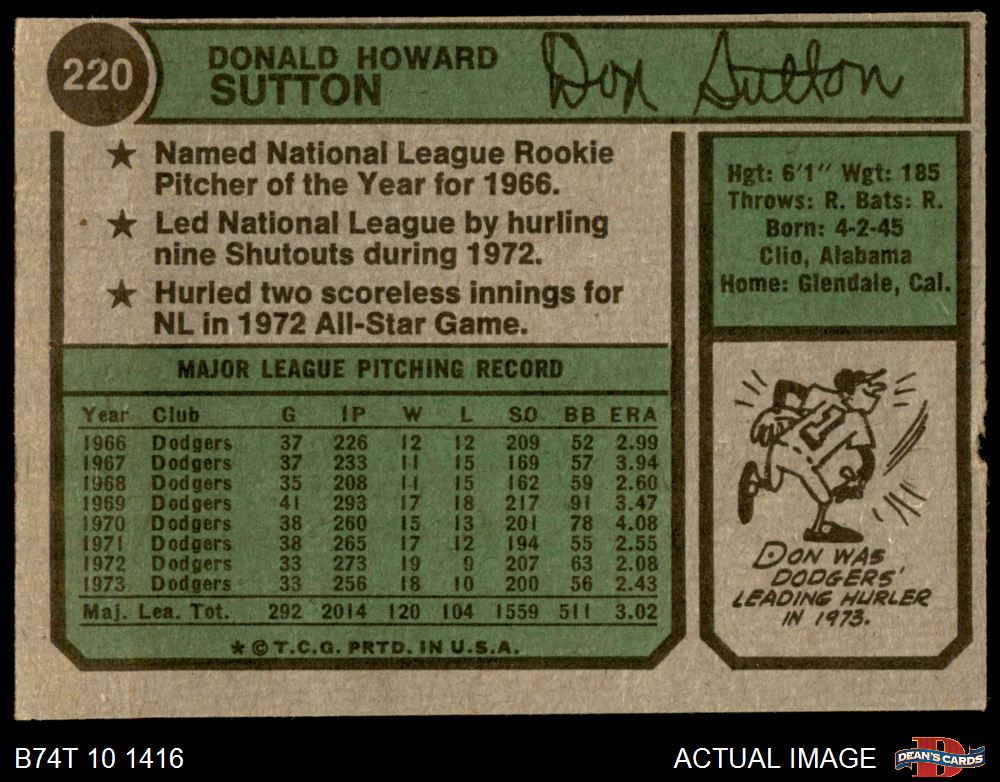 220
DONALD HOWARD
SUTTON
Don Sutton
★ Named National League Rookie
Pitcher of the Year for 1966.
★ Led National League by hurling
nine Shutouts during 1972.
★ Hurled two scoreless innings for
NL in 1972 All-Star Game.
Hgt: 6'1" Wgt: 185
Throws: R. Bats: R.
Born: 4-2-45
Clio, Alabama
Home: Glendale, Cal.
MAJOR LEAGUE PITCHING RECORD
Year Club G IP W L SO BB ERA
1966 Dodgers 37 226 12 12 209 52 2.99
1967 Dodgers 37 233 11 15 169 57 3.94
1968 Dodgers 35 208 11 15 162 59 2.60
1969 Dodgers 41 293 17 18 217 91 3.47
1970 Dodgers 38 260 15 13 201 78 4.08
1971 Dodgers 38 265 17 12 194 55 2.55
1972 Dodgers 33 273 19 9 207 63 2.08
1973 Dodgers 33 256 18 10 200 56 2.43
Maj. Lea. Tot. 292 2014 120 104 1559 511 3.02
★ © T.C.G. PRTD. IN U.S.A.
DON WAS
DODGERS'
LEADING HURLER
IN 1973.
B74T 10 1416
ACTUAL IMAGE
D
DEAN'S CARDS